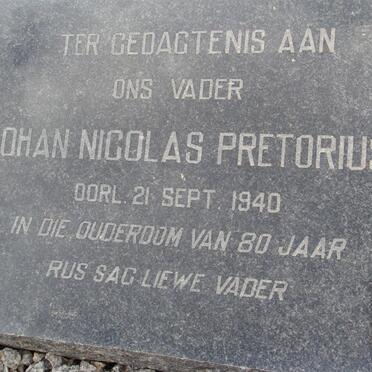 TER GEDAGTENIS AAN
ONS VADER
OHAN NICOLAS PRETORIUS
OORL. 21 SEPT. 1940
IN DIE OUDERDOM VAN 80 JAAR
RUS SAG LIEWE VADER